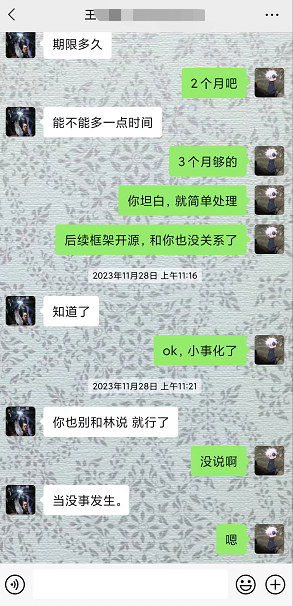 王
期限多久
2个月吧
能不能多一点时间
3个月够的
你坦白，就简单处理
后续框架开源，和你也没关系了
2023年11月28日 上午11:16
知道了
ok，小事化了
2023年11月28日 上午11:21
你也别和林说 就行了
没说啊
当没事发生。
嗯